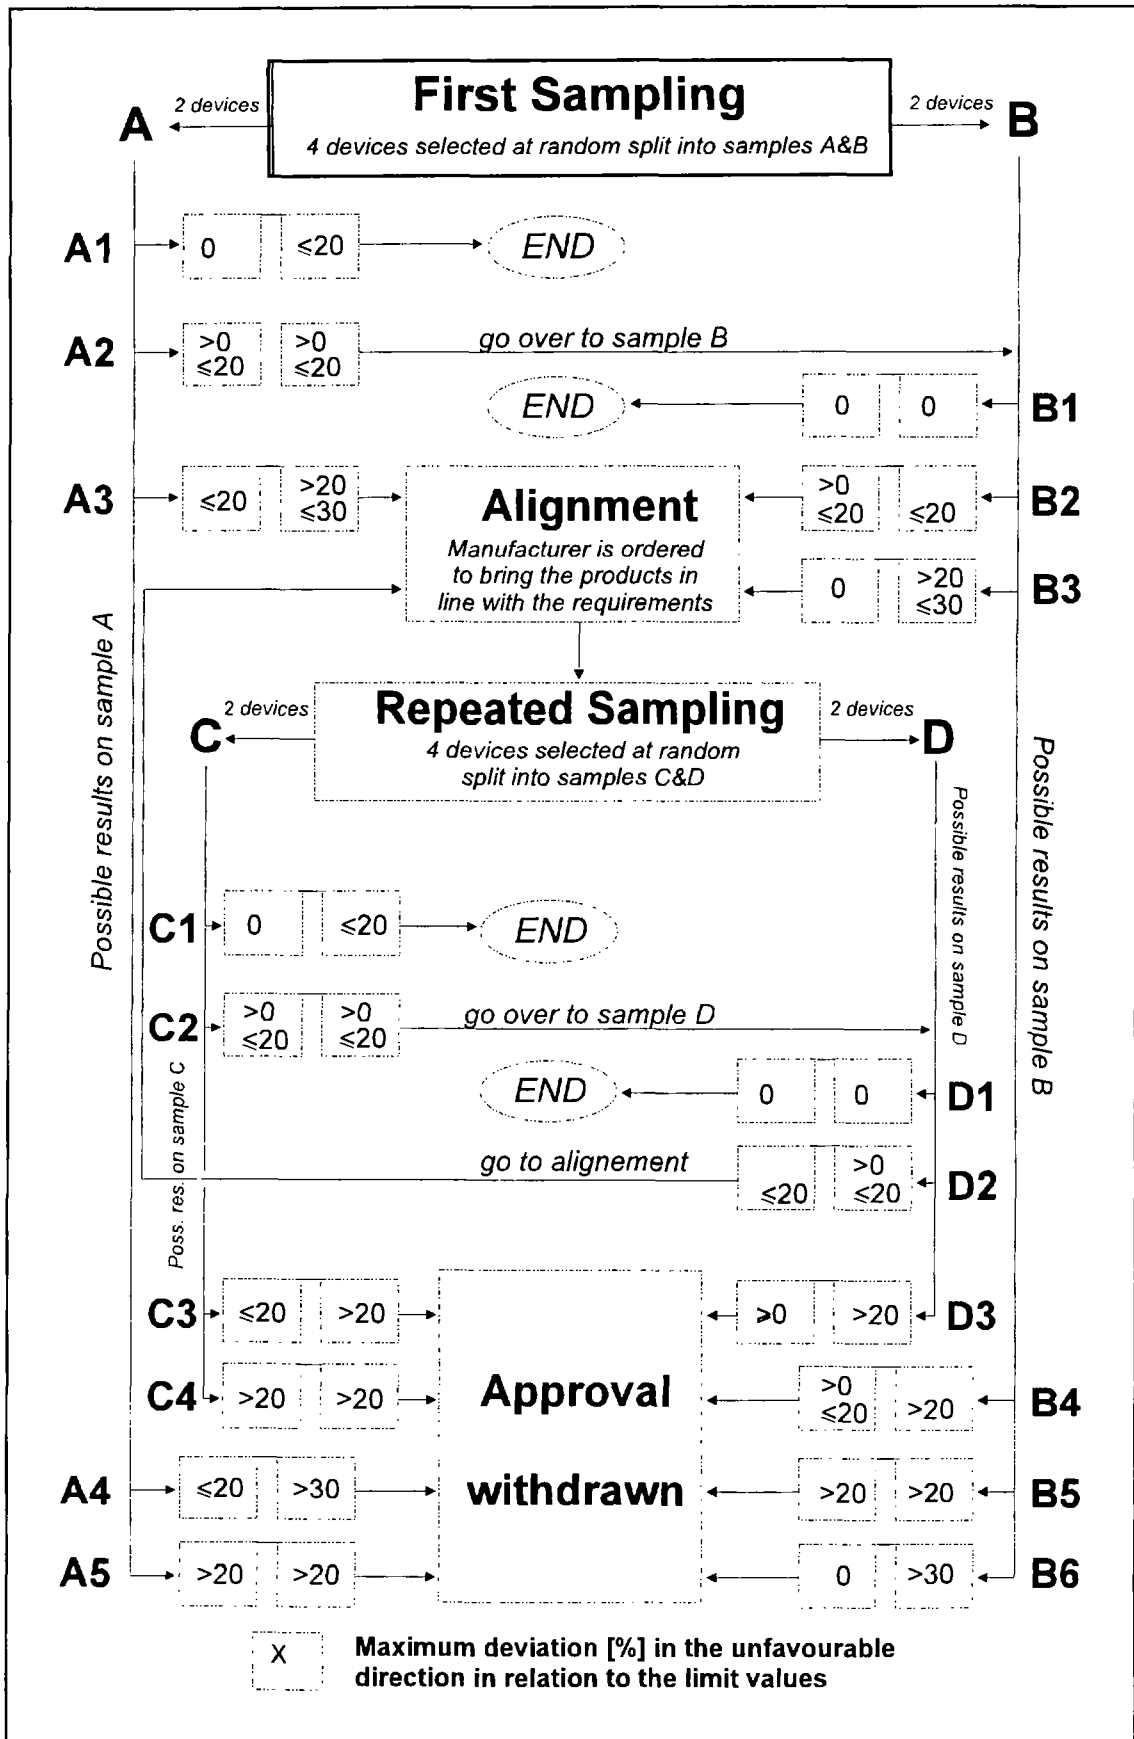 First Sampling
4 devices selected at random split into samples A&B
A
2 devices
2 devices
B
A1
0
≤20
END
A2
>0
≤20
>0
≤20
go over to sample B
END
0
0
B1
A3
≤20
>20
≤30
Alignment
Manufacturer is ordered
to bring the products in
line with the requirements
>0
≤20
≤20
B2
0
>20
≤30
B3
Possible results on sample A
Possible results on sample B
C
2 devices
Repeated Sampling
4 devices selected at random
split into samples C&D
2 devices
D
Possible results on sample D
C1
0
≤20
END
C2
>0
≤20
>0
≤20
go over to sample D
Poss. res. on sample C
END
0
0
D1
go to alignement
≤20
>0
≤20
D2
C3
≤20
>20
≥0
>20
D3
C4
>20
>20
Approval
withdrawn
>0
≤20
>20
B4
A4
≤20
>30
>20
>20
B5
A5
>20
>20
0
>30
B6
X
Maximum deviation [%] in the unfavourable
direction in relation to the limit values